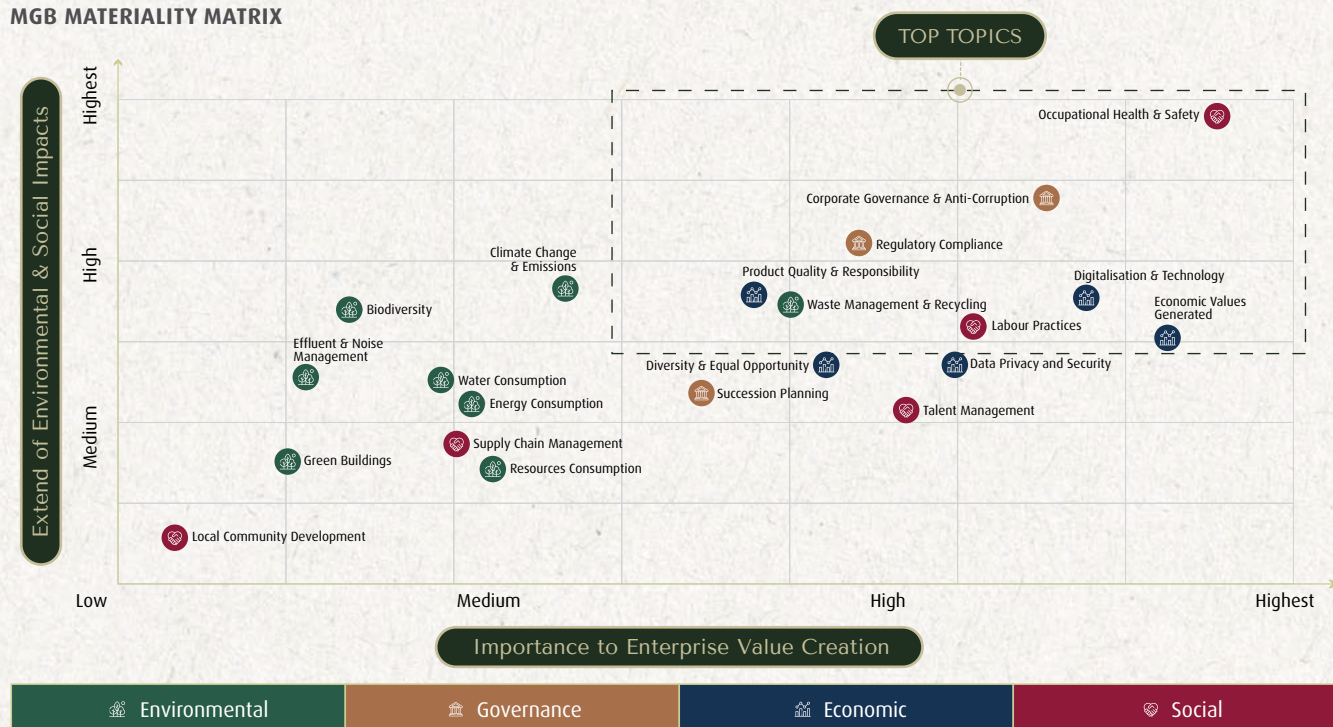 MGB MATERIALITY MATRIX
TOP TOPICS
Extend of Environmental & Social Impacts
Highest
High
Medium
Occupational Health & Safety
Corporate Governance & Anti-Corruption
Regulatory Compliance
Climate Change
& Emissions
Product Quality & Responsibility
Digitalisation & Technology
Biodiversity
Waste Management & Recycling
Economic Values
Generated
Labour Practices
Effluent & Noise
Management
Diversity & Equal Opportunity
Data Privacy and Security
Water Consumption
Succession Planning
Energy Consumption
Talent Management
Supply Chain Management
Green Buildings
Resources Consumption
Local Community Development
Low
Medium
High
Highest
Importance to Enterprise Value Creation
Environmental
Governance
Economic
Social